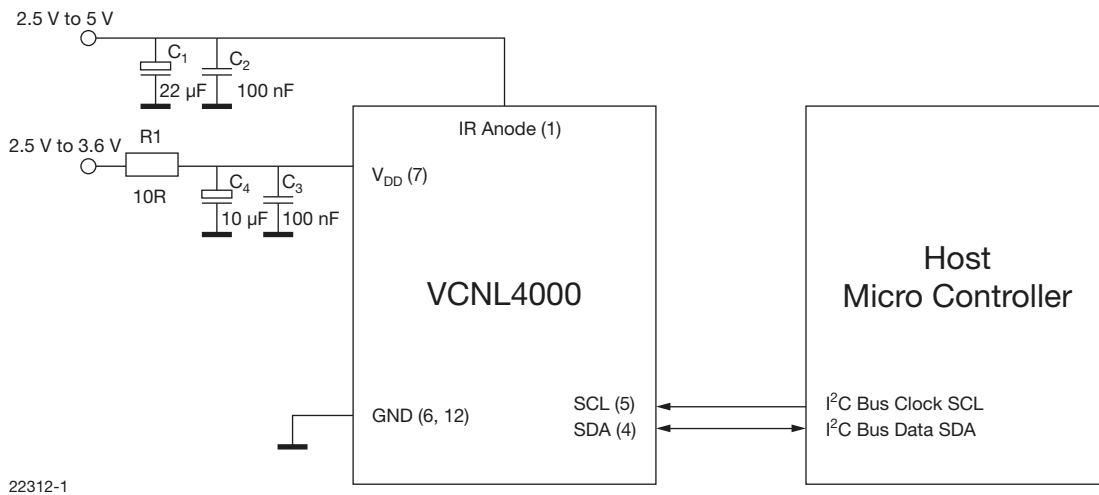 2.5 V to 5 V
C1
C2
22 µF
100 nF
IR Anode (1)
R1
2.5 V to 3.6 V
10R
VDD (7)
C4
C3
10 µF
100 nF
VCNL4000
Host
Micro Controller
GND (6, 12)
SCL (5)
I²C Bus Clock SCL
SDA (4)
I²C Bus Data SDA
22312-1